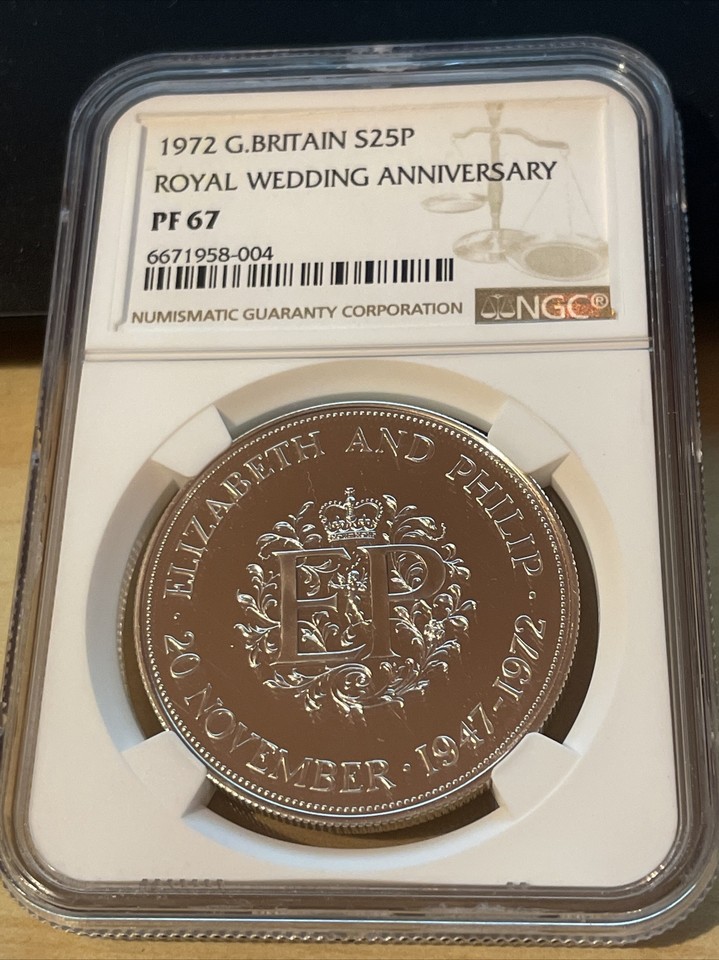 1972 G.BRITAIN S25P
ROYAL WEDDING ANNIVERSARY
PF 67
6671958-004
NUMISMATIC GUARANTY CORPORATION NGC®
ELIZABETH AND PHILIP ·
EP
· 20 NOVEMBER · 1947-1972